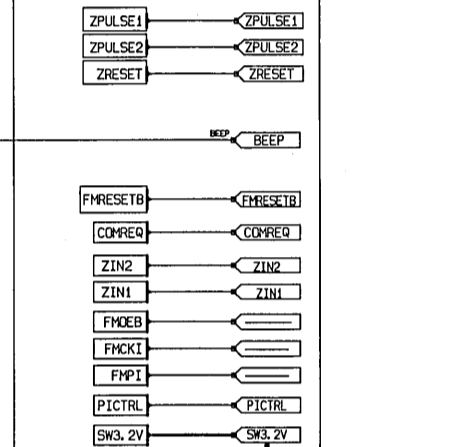 ZPULSE1 ZPULSE1
ZPULSE2 ZPULSE2
ZRESET ZRESET
BEEP BEEP
FMRESETB FMRESETB
COMREQ COMREQ
ZIN2 ZIN2
ZIN1 ZIN1
FMOEB
FMCKI
FMPI
PICTRL PICTRL
SW3.2V SW3.2V